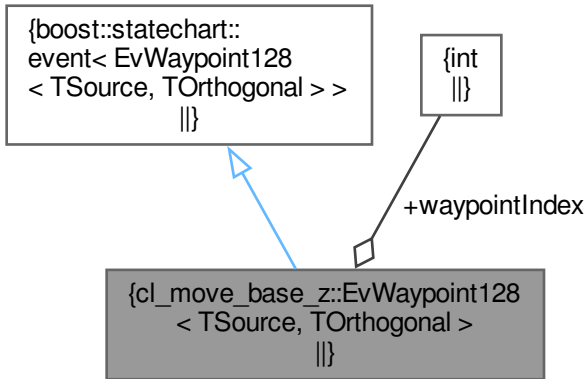 {boost::statechart::
event< EvWaypoint128
< TSource, TOrthogonal > >
||}
{int
||}
+waypointIndex
{cl_move_base_z::EvWaypoint128
< TSource, TOrthogonal >
||}